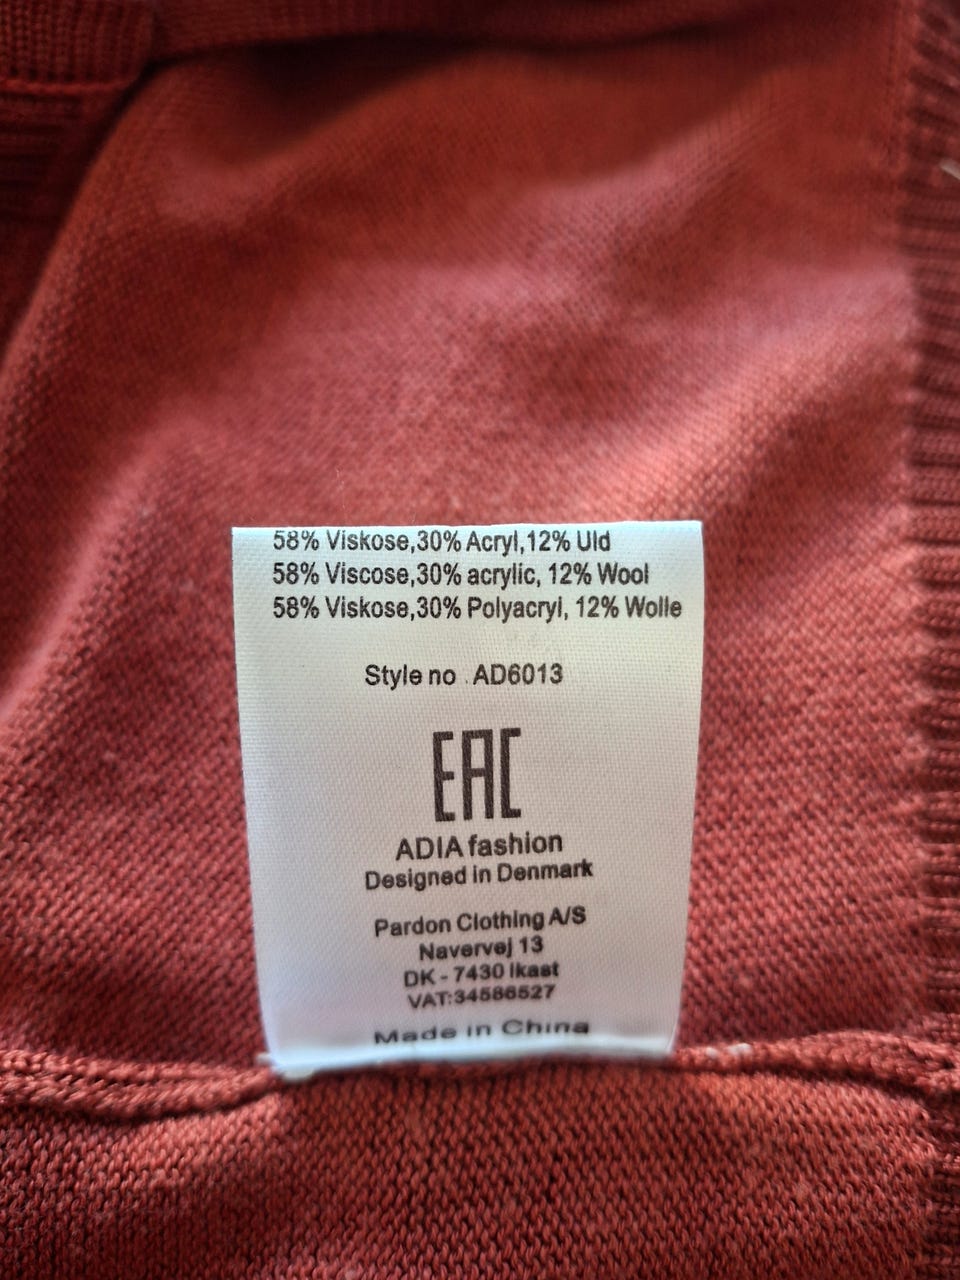 58% Viskose,30% Acryl,12% Uld
58% Viscose,30% acrylic, 12% Wool
58% Viskose,30% Polyacryl, 12% Wolle
Style no . AD6013
EAC
ADIA fashion
Designed in Denmark
Pardon Clothing A/S
Navervej 13
DK - 7430 Ikast
VAT:34586527
Made in China